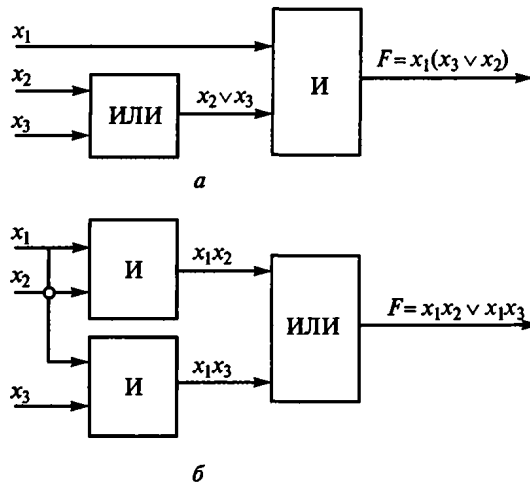 x₁
F = x₁(x₃ ∨ x₂)
x₂
ИЛИ
x₂ ∨ x₃
И
x₃
а
x₁
И
x₁x₂
x₂
ИЛИ
F = x₁x₂ ∨ x₁x₃
И
x₁x₃
x₃
б